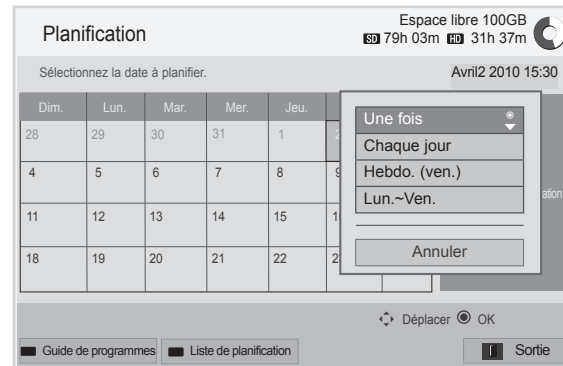 Planification
Espace libre 100GB
SD 79h 03m HD 31h 37m
Sélectionnez la date à planifier.
Avril2 2010 15:30
Dim. Lun. Mar. Mer. Jeu.
28 29 30 31 1 2
4 5 6 7 8 9
11 12 13 14 15
18 19 20 21 22
Une fois
Chaque jour
Hebdo. (ven.)
Lun.~Ven.
Annuler
Déplacer OK
Guide de programmes Liste de planification Sortie